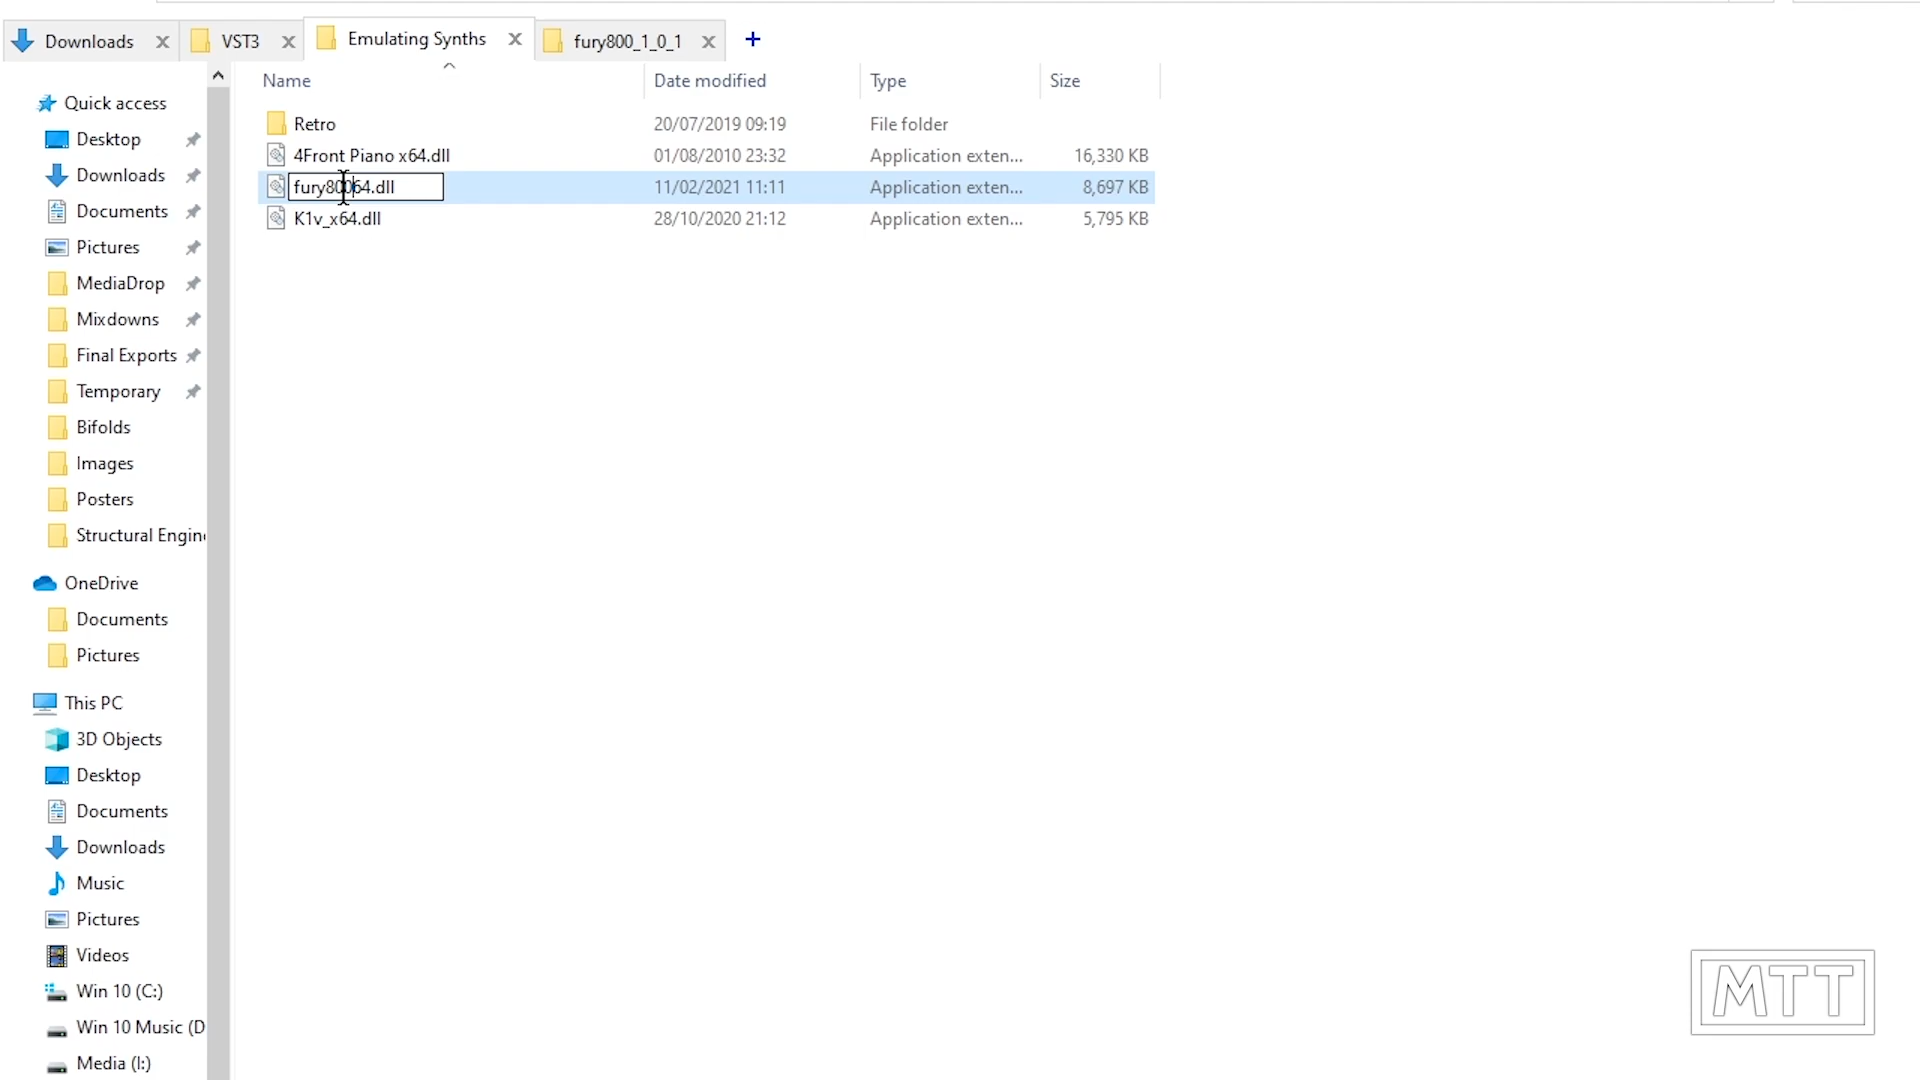 Downloads
VST3
Emulating Synths
fury800_1_0_1
Name
Date modified
Type
Size
Quick access
Desktop
Downloads
Documents
Pictures
MediaDrop
Mixdowns
Final Exports
Temporary
Bifolds
Images
Posters
Structural Engin
OneDrive
Documents
Pictures
This PC
3D Objects
Desktop
Documents
Downloads
Music
Pictures
Videos
Win 10 (C:)
Win 10 Music (D
Media (I:)
Retro 20/07/2019 09:19 File folder
4Front Piano x64.dll 01/08/2010 23:32 Application exten... 16,330 KB
fury80064.dll 11/02/2021 11:11 Application exten... 8,697 KB
K1v_x64.dll 28/10/2020 21:12 Application exten... 5,795 KB
MTT